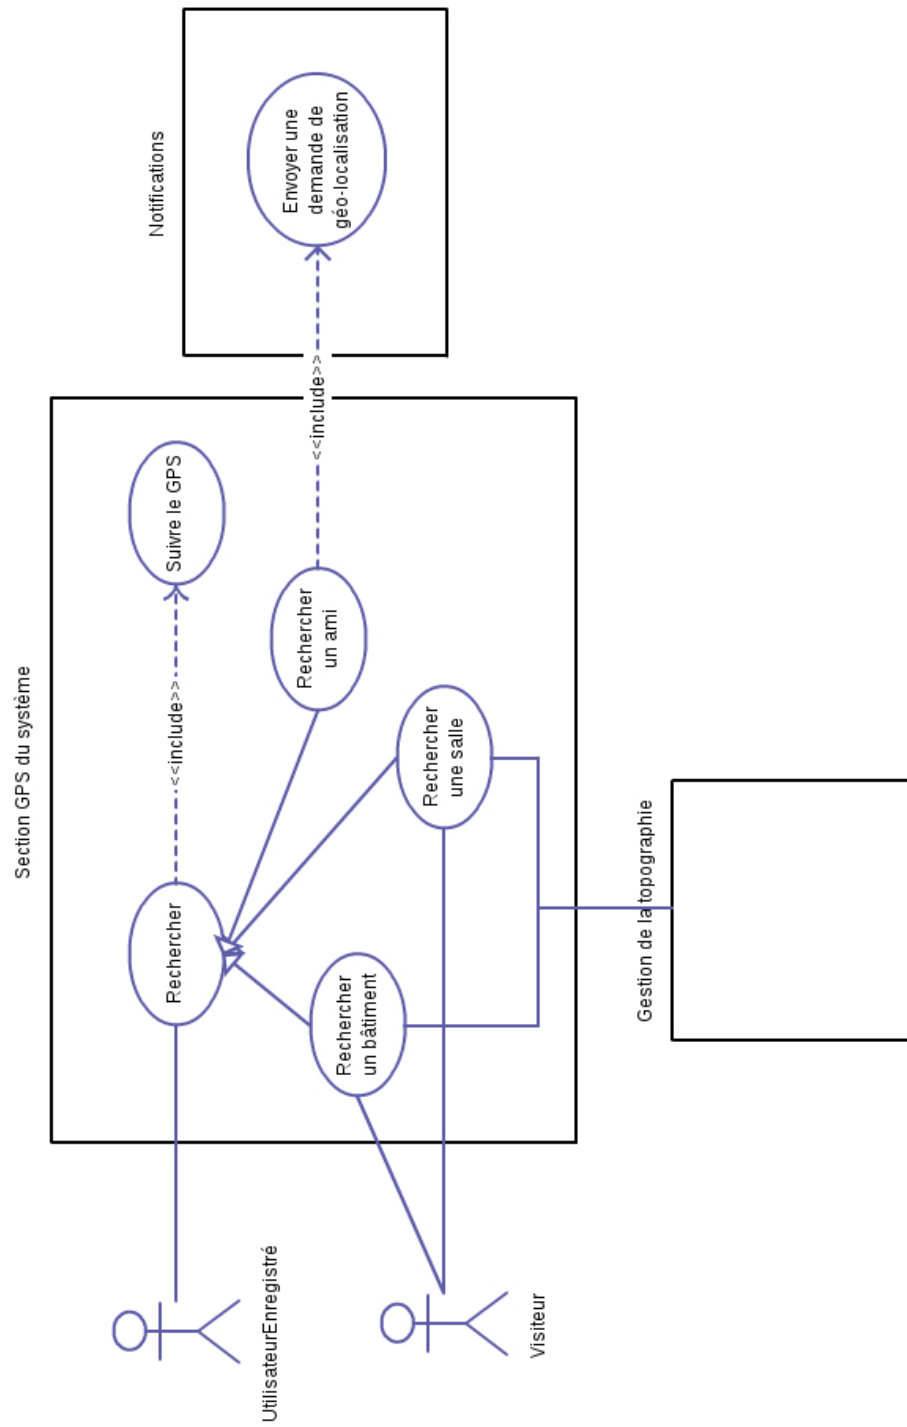 Section GPS du système
Notifications
UtilisateurEnregistré
Rechercher
<<include>>
Suivre le GPS
Rechercher
un ami
<<include>>
Envoyer une
demande de
géo-localisation
Rechercher
un bâtiment
Rechercher
une salle
Visiteur
Gestion de la topographie